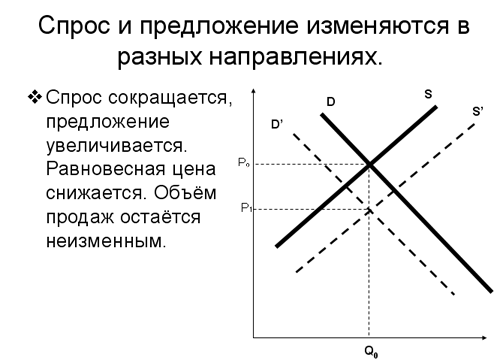 Спрос и предложение изменяются в
разных направлениях.
❖ Спрос сокращается,
предложение
увеличивается.
Равновесная цена
снижается. Объём
продаж остаётся
неизменным.
D
S
D’
S’
P₀
P₁
Q₀